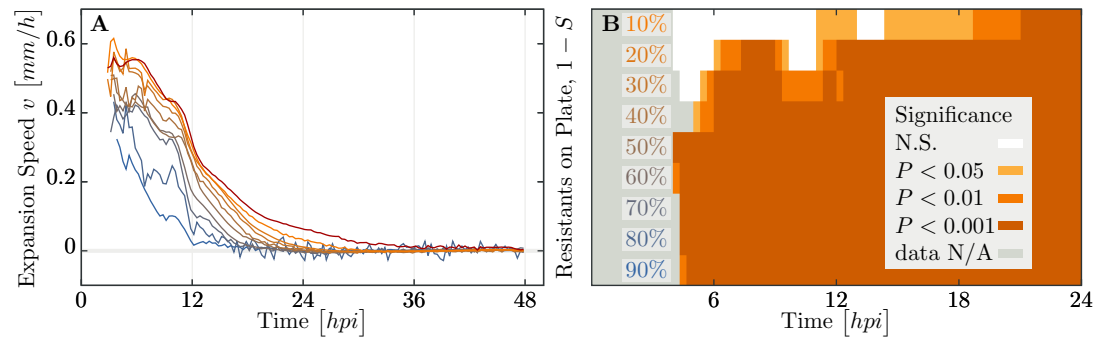 A
Expansion Speed v [mm/h]
0.6
0.4
0.2
0
0
12
24
36
48
Time [hpi]
B
Resistants on Plate, 1 − S
10%
20%
30%
40%
50%
60%
70%
80%
90%
Significance
N.S.
P < 0.05
P < 0.01
P < 0.001
data N/A
6
12
18
24
Time [hpi]